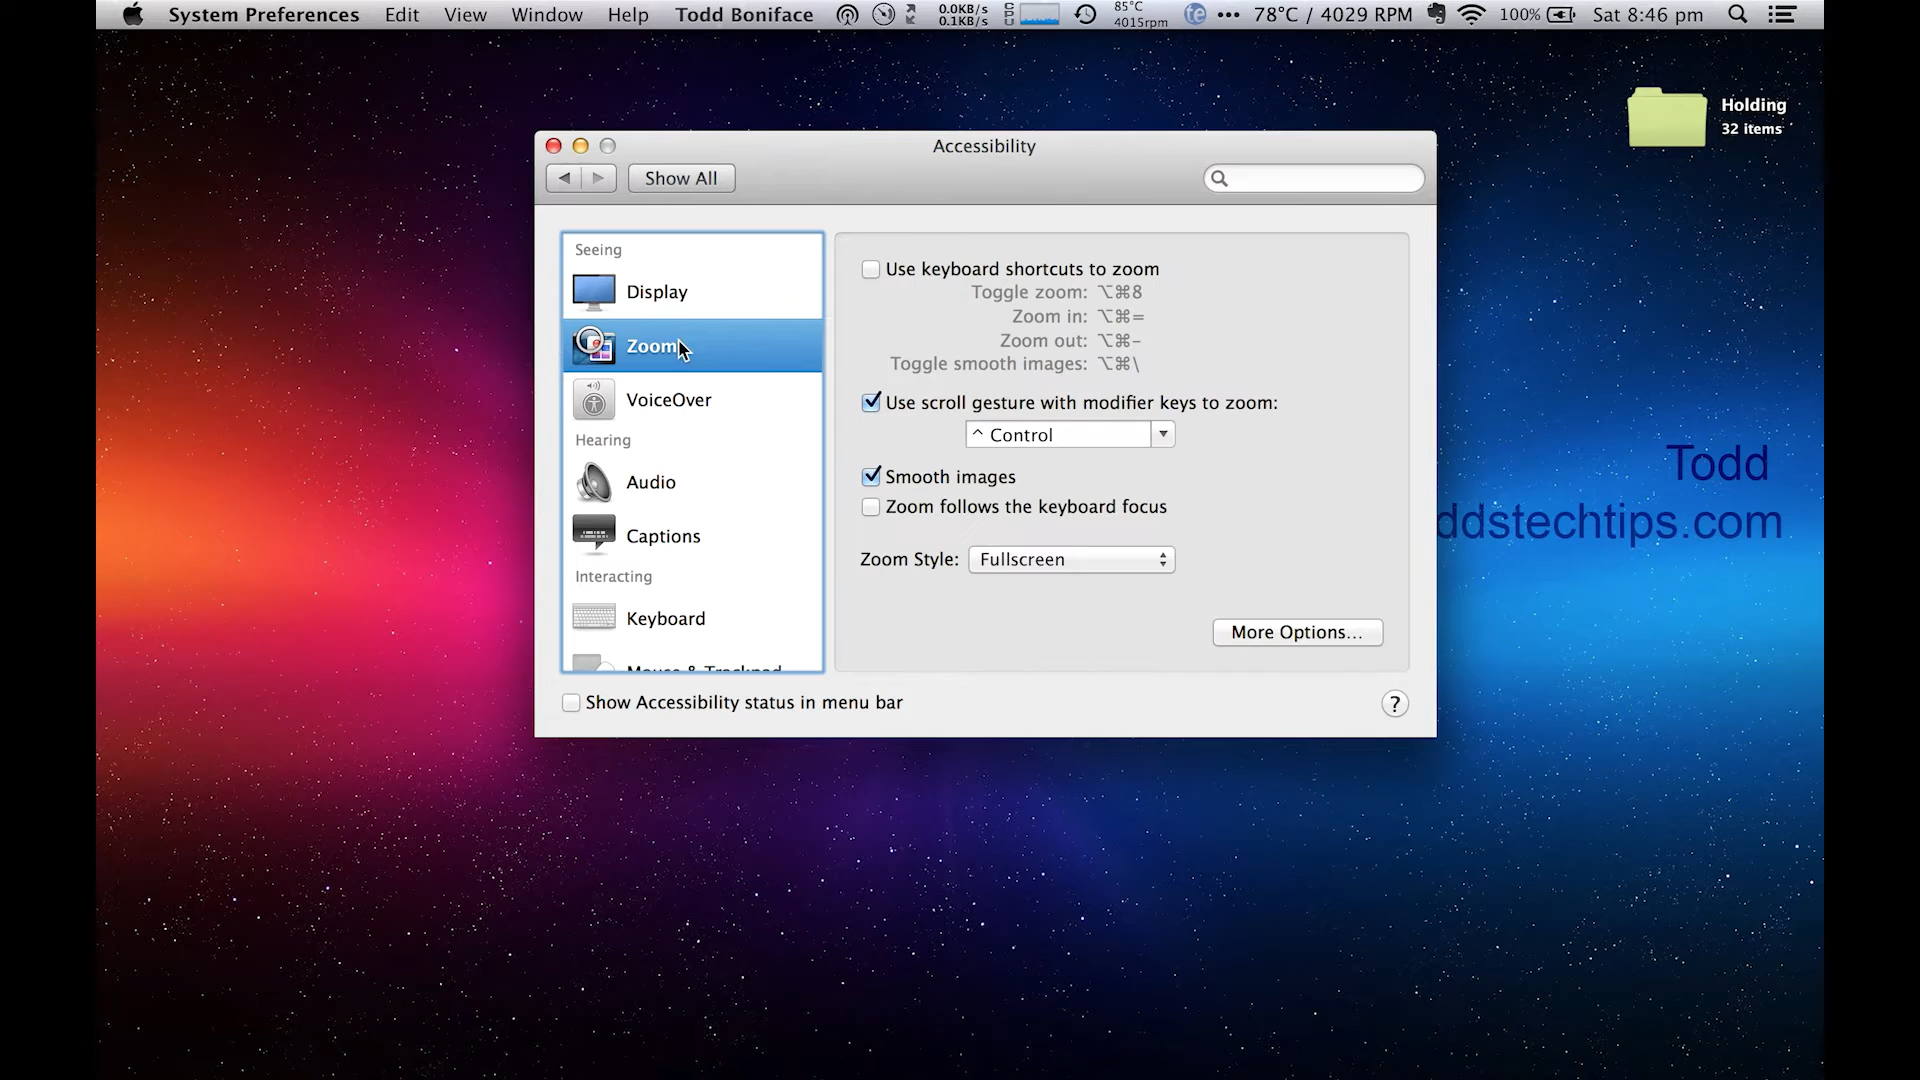 System Preferences Edit View Window Help Todd Boniface 0.0KB/s 0.1KB/s CPU 85°C 4015rpm te ••• 78°C / 4029 RPM 100% Sat 8:46 pm
Holding
32 items
Accessibility
Show All
Seeing
Display
Zoom
VoiceOver
Hearing
Audio
Captions
Interacting
Keyboard
Mouse & Trackpad
Use keyboard shortcuts to zoom
Toggle zoom: ⌥⌘8
Zoom in: ⌥⌘=
Zoom out: ⌥⌘-
Toggle smooth images: ⌥⌘\
Use scroll gesture with modifier keys to zoom:
^ Control
Smooth images
Zoom follows the keyboard focus
Zoom Style: Fullscreen
More Options...
Show Accessibility status in menu bar
?
Todd
ddstechtips.com